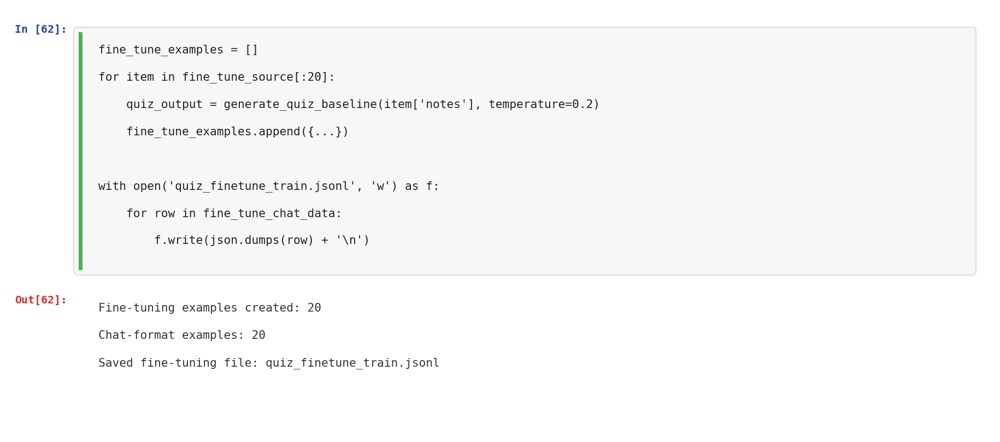 In [62]:
fine_tune_examples = []
for item in fine_tune_source[:20]:
    quiz_output = generate_quiz_baseline(item['notes'], temperature=0.2)
    fine_tune_examples.append({...})
with open('quiz_finetune_train.jsonl', 'w') as f:
    for row in fine_tune_chat_data:
        f.write(json.dumps(row) + '\n')
Out[62]:
Fine-tuning examples created: 20
Chat-format examples: 20
Saved fine-tuning file: quiz_finetune_train.jsonl